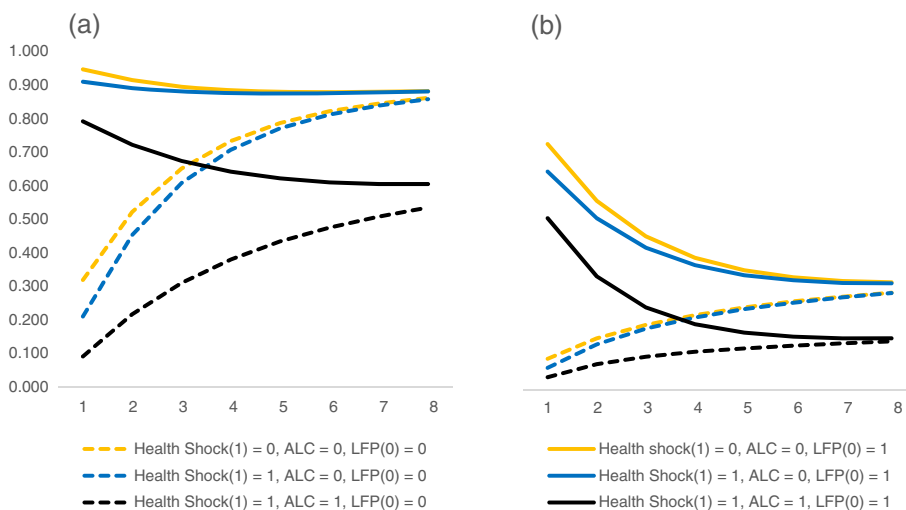 (a)
(b)
1.000
0.900
0.800
0.700
0.600
0.500
0.400
0.300
0.200
0.100
0.000
1 2 3 4 5 6 7 8
1 2 3 4 5 6 7 8
Health Shock(1) = 0, ALC = 0, LFP(0) = 0
Health Shock(1) = 1, ALC = 0, LFP(0) = 0
Health Shock(1) = 1, ALC = 1, LFP(0) = 0
Health shock(1) = 0, ALC = 0, LFP(0) = 1
Health Shock(1) = 1, ALC = 0, LFP(0) = 1
Health Shock(1) = 1, ALC = 1, LFP(0) = 1